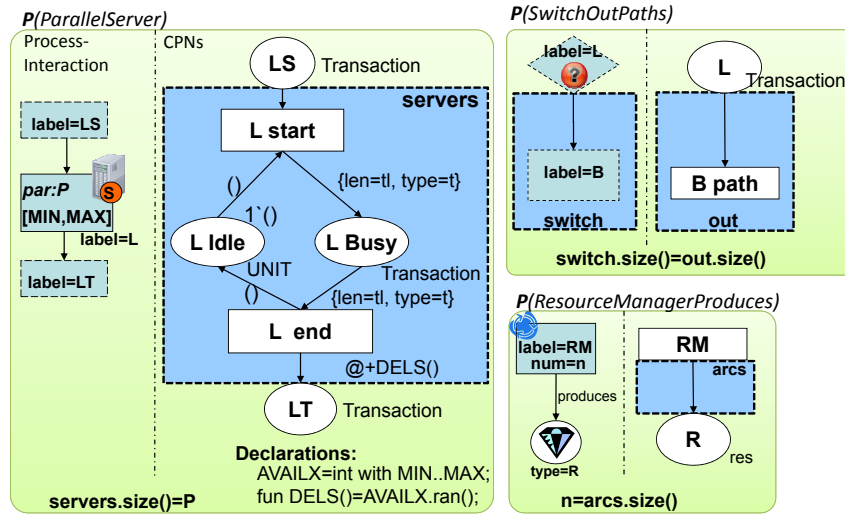 P(ParallelServer)
Process-
Interaction
CPNs
label=LS
par:P
[MIN,MAX]
S
label=L
label=LT
LS
Transaction
servers
L start
()
{len=tl, type=t}
1`()
L Idle
L Busy
UNIT
Transaction
()
{len=tl, type=t}
L end
@+DELS()
LT
Transaction
Declarations:
AVAILX=int with MIN..MAX;
fun DELS()=AVAILX.ran();
servers.size()=P
P(SwitchOutPaths)
label=L
?
label=B
switch
L
Transaction
B path
out
switch.size()=out.size()
P(ResourceManagerProduces)
label=RM
num=n
produces
type=R
RM
arcs
R
res
n=arcs.size()